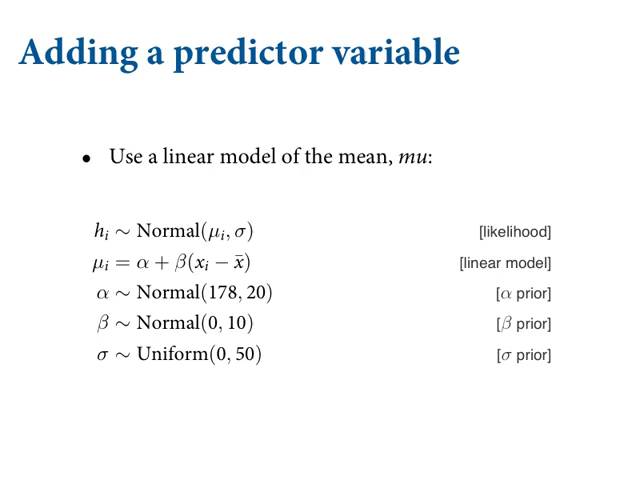 Adding a predictor variable
• Use a linear model of the mean, mu:
hᵢ ~ Normal(μᵢ, σ) [likelihood]
μᵢ = α + β(xᵢ − x̄) [linear model]
α ~ Normal(178, 20) [α prior]
β ~ Normal(0, 10) [β prior]
σ ~ Uniform(0, 50) [σ prior]